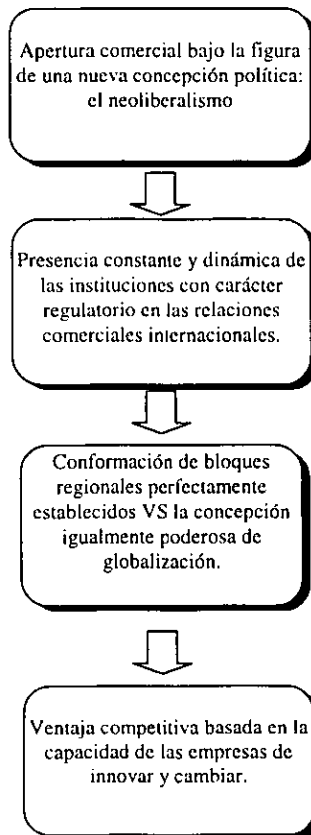 Apertura comercial bajo la figura
de una nueva concepción política:
el neoliberalismo
Presencia constante y dinámica de
las instituciones con carácter
regulatorio en las relaciones
comerciales internacionales.
Conformación de bloques
regionales perfectamente
establecidos VS la concepción
igualmente poderosa de
globalización.
Ventaja competitiva basada en la
capacidad de las empresas de
innovar y cambiar.